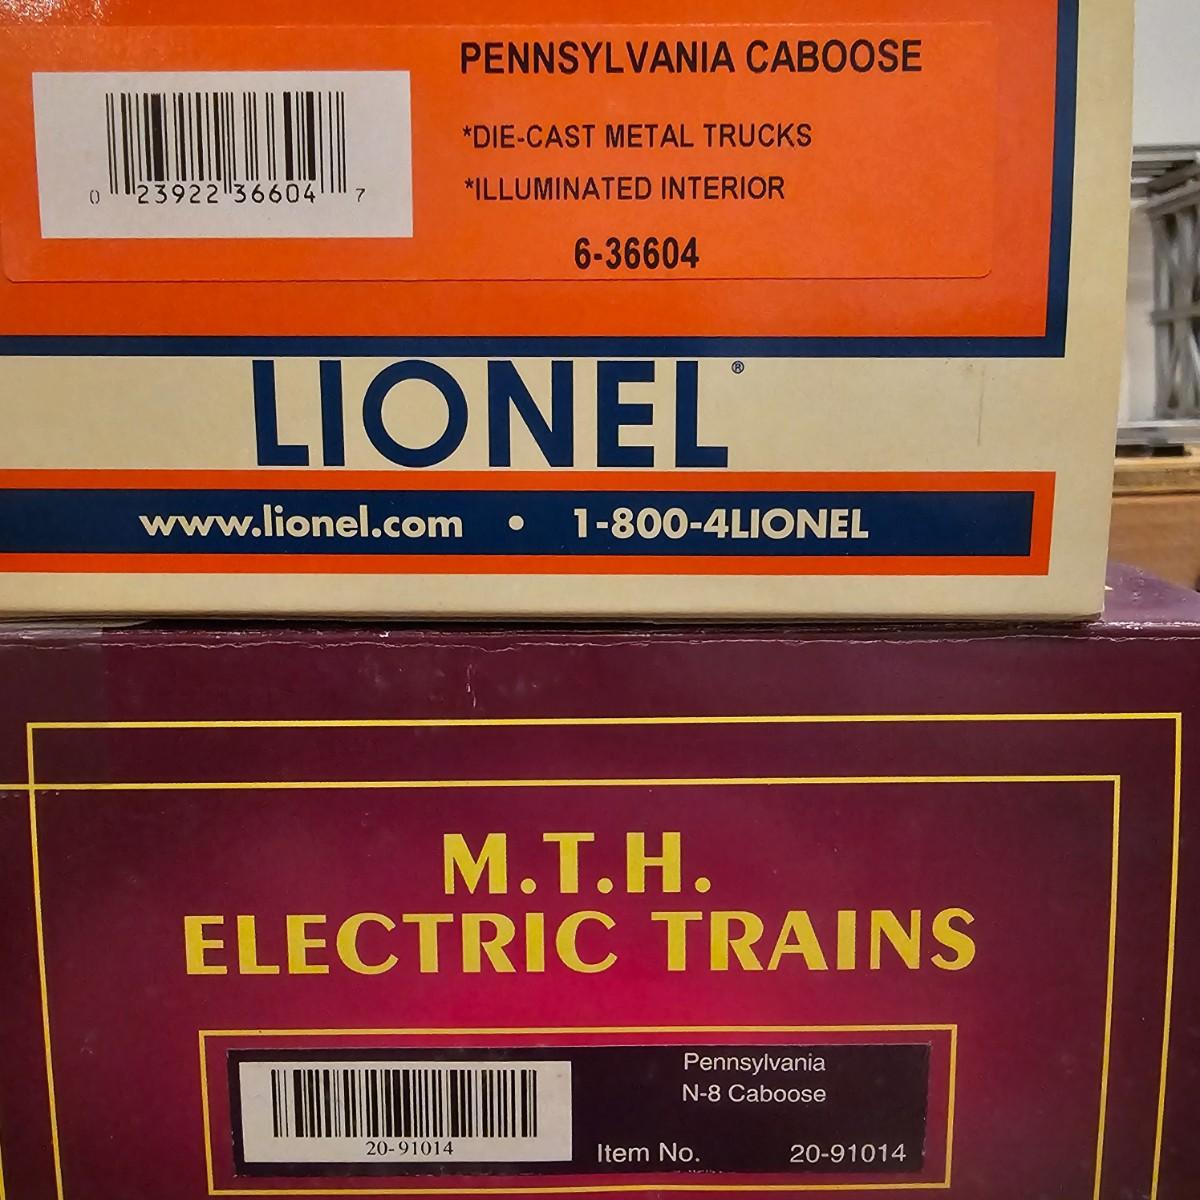 PENNSYLVANIA CABOOSE
*DIE-CAST METAL TRUCKS
*ILLUMINATED INTERIOR
6-36604
0 23922 36604 7
LIONEL®
www.lionel.com • 1-800-4LIONEL
M.T.H.
ELECTRIC TRAINS
Pennsylvania
N-8 Caboose
20-91014
Item No. 20-91014